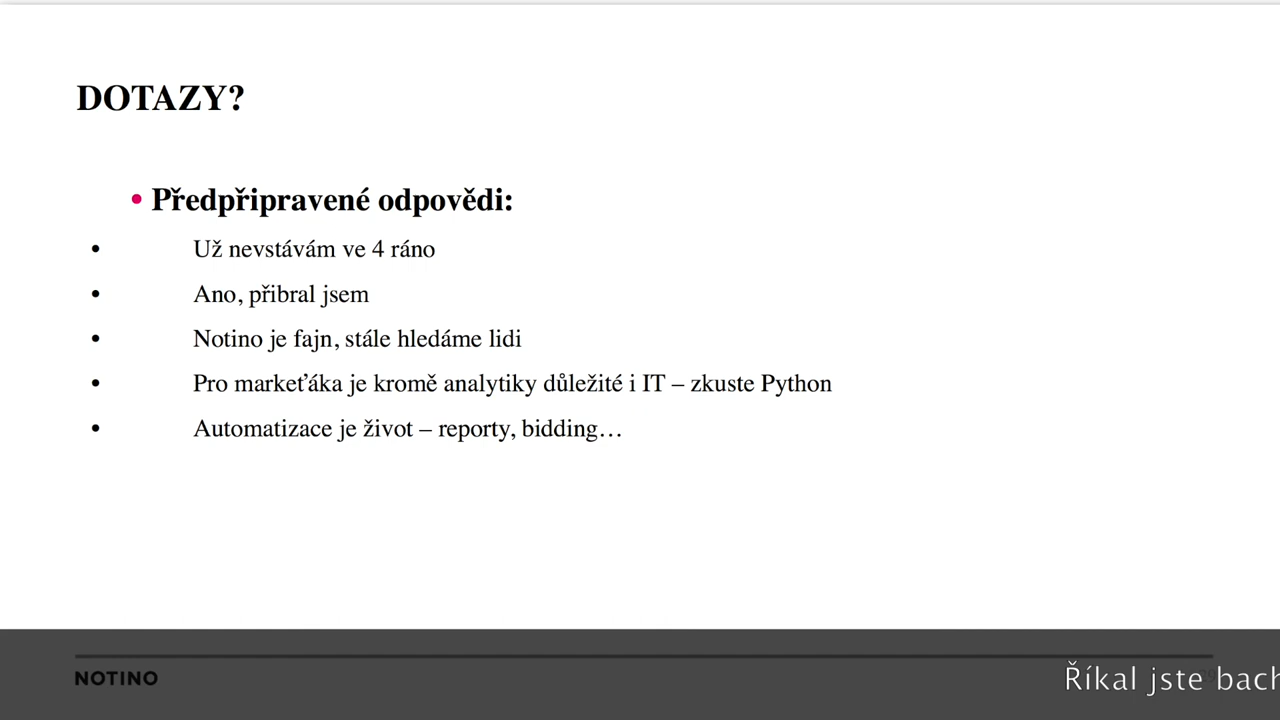 DOTAZY?
• Předpřipravené odpovědi:
• Už nevstávám ve 4 ráno
• Ano, přibral jsem
• Notino je fajn, stále hledáme lidi
• Pro markeťáka je kromě analytiky důležité i IT – zkuste Python
• Automatizace je život – reporty, bidding…
NOTINO
Říkal jste